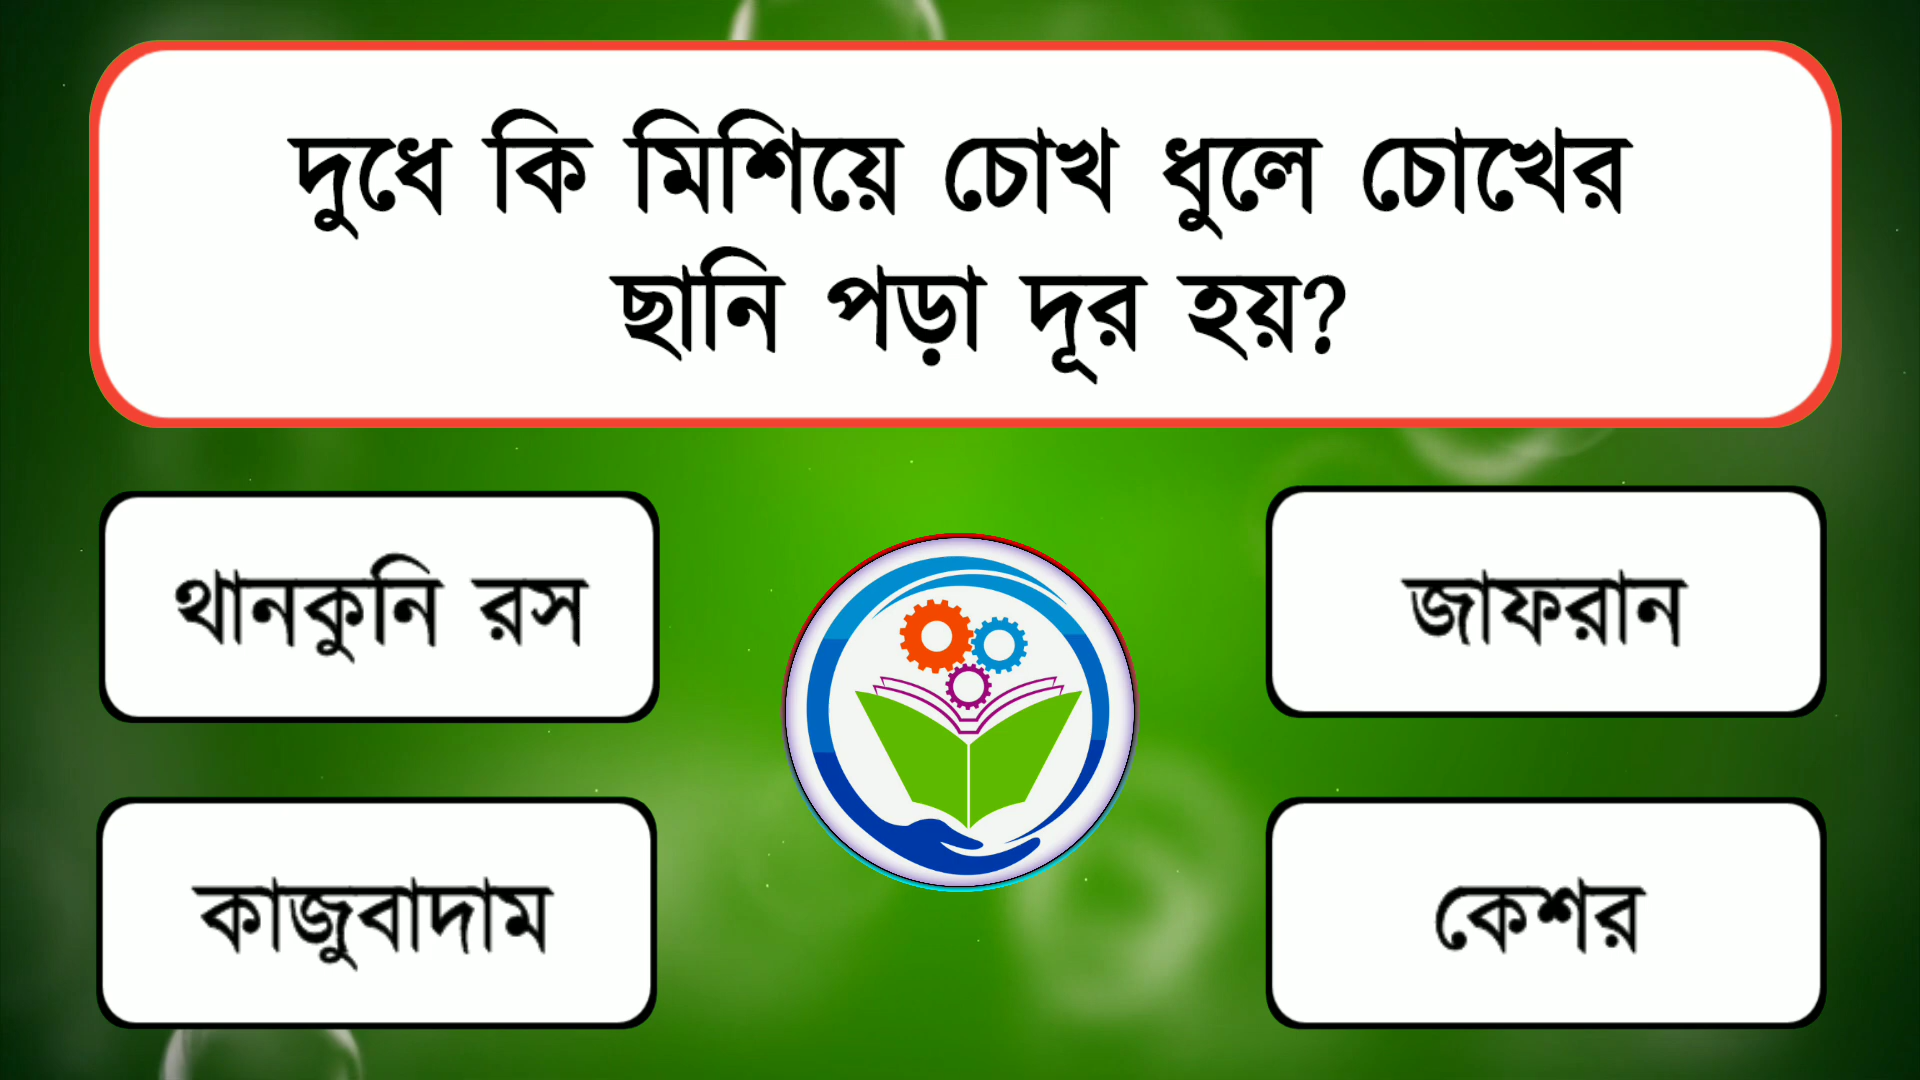 দুধে কি মিশিয়ে চোখ ধুলে চোখের
ছানি পড়া দূর হয়?
থানকুনি রস
জাফরান
কাজুবাদাম
কেশর